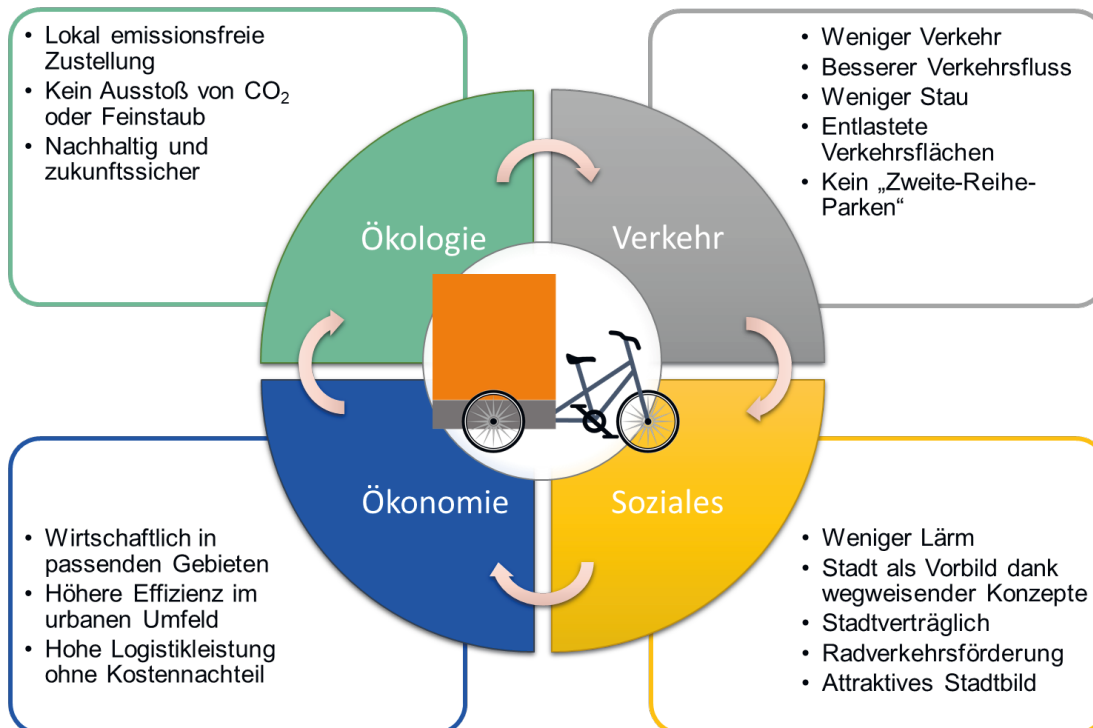 • Lokal emissionsfreie
Zustellung
• Kein Ausstoß von CO₂
oder Feinstaub
• Nachhaltig und
zukunftssicher
• Weniger Verkehr
• Besserer Verkehrsfluss
• Weniger Stau
• Entlastete
Verkehrsflächen
• Kein „Zweite-Reihe-
Parken“
Ökologie
Verkehr
Ökonomie
Soziales
• Wirtschaftlich in
passenden Gebieten
• Höhere Effizienz im
urbanen Umfeld
• Hohe Logistikleistung
ohne Kostennachteil
• Weniger Lärm
• Stadt als Vorbild dank
wegweisender Konzepte
• Stadtverträglich
• Radverkehrsförderung
• Attraktives Stadtbild